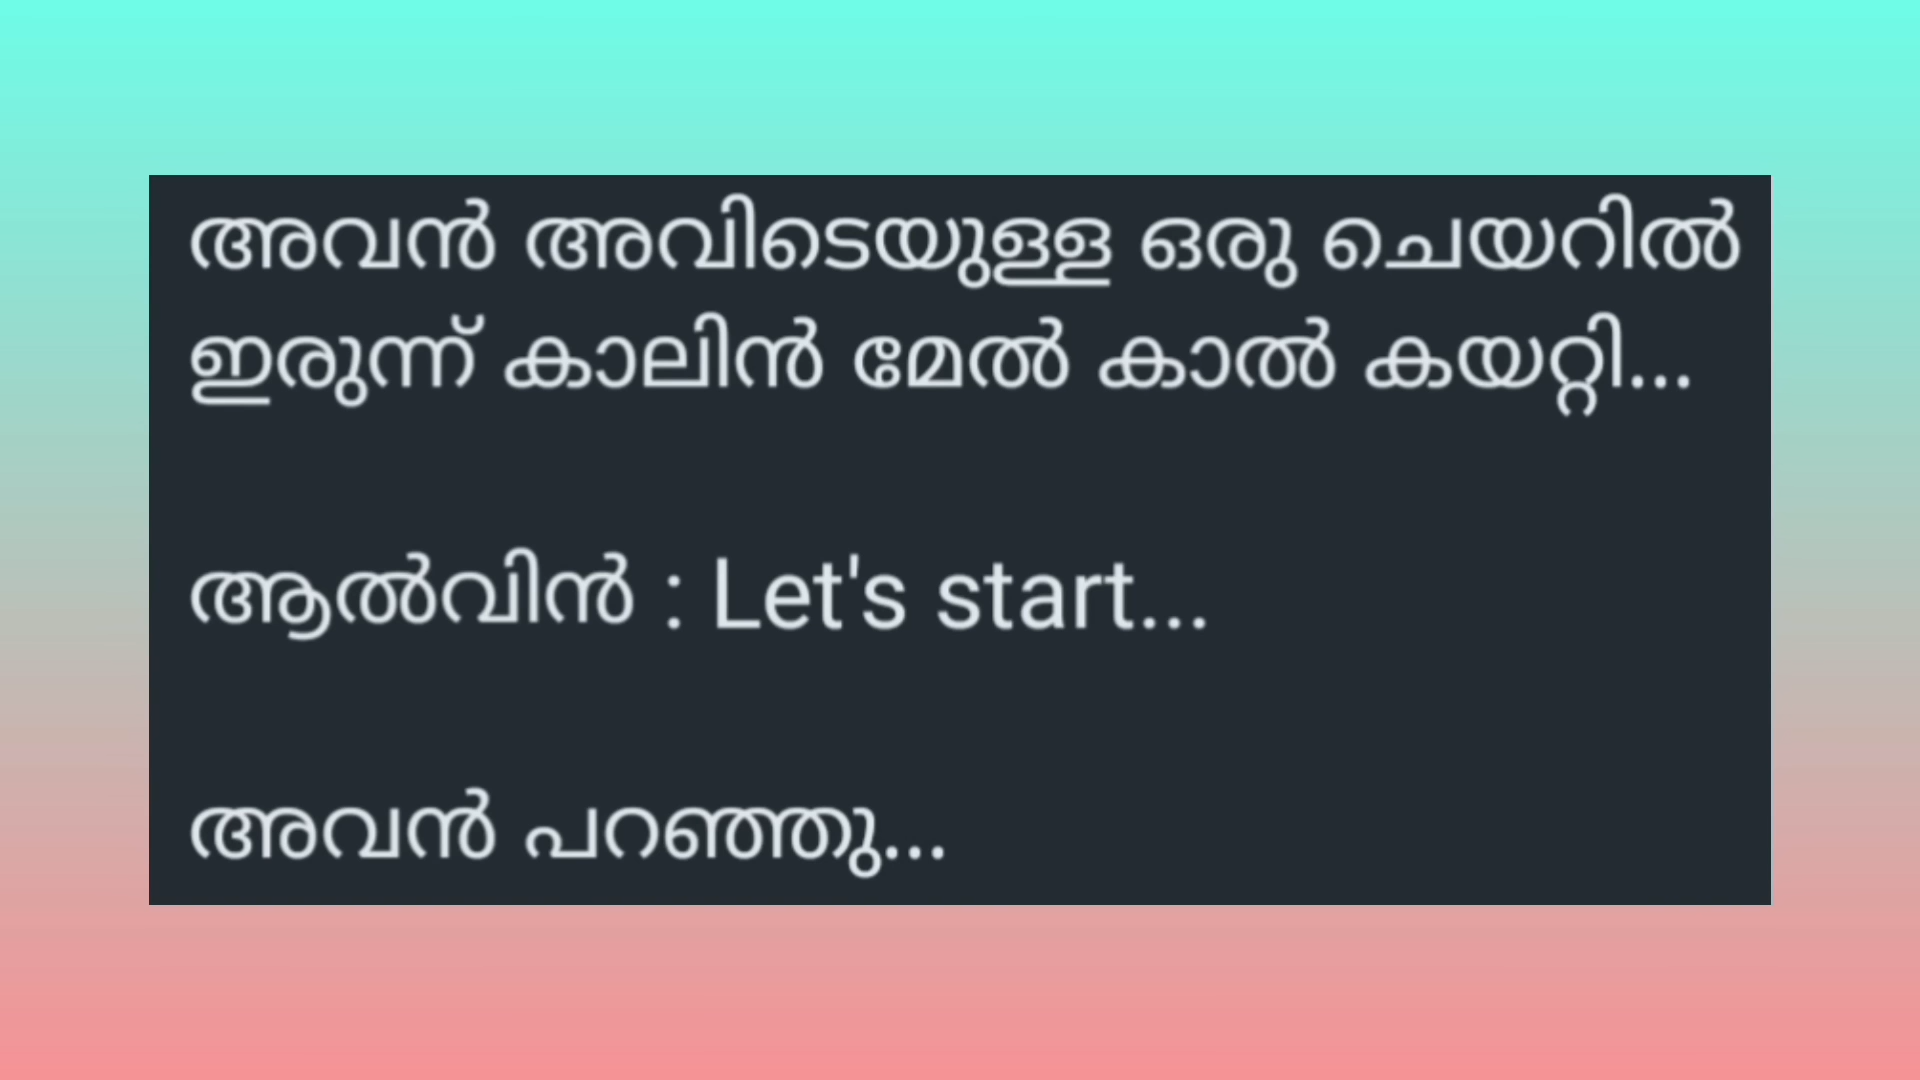 അവൻ അവിടെയുള്ള ഒരു ചെയറിൽ
ഇരുന്ന് കാലിൻ മേൽ കാൽ കയറ്റി...
ആൽവിൻ : Let's start...
അവൻ പറഞ്ഞു...